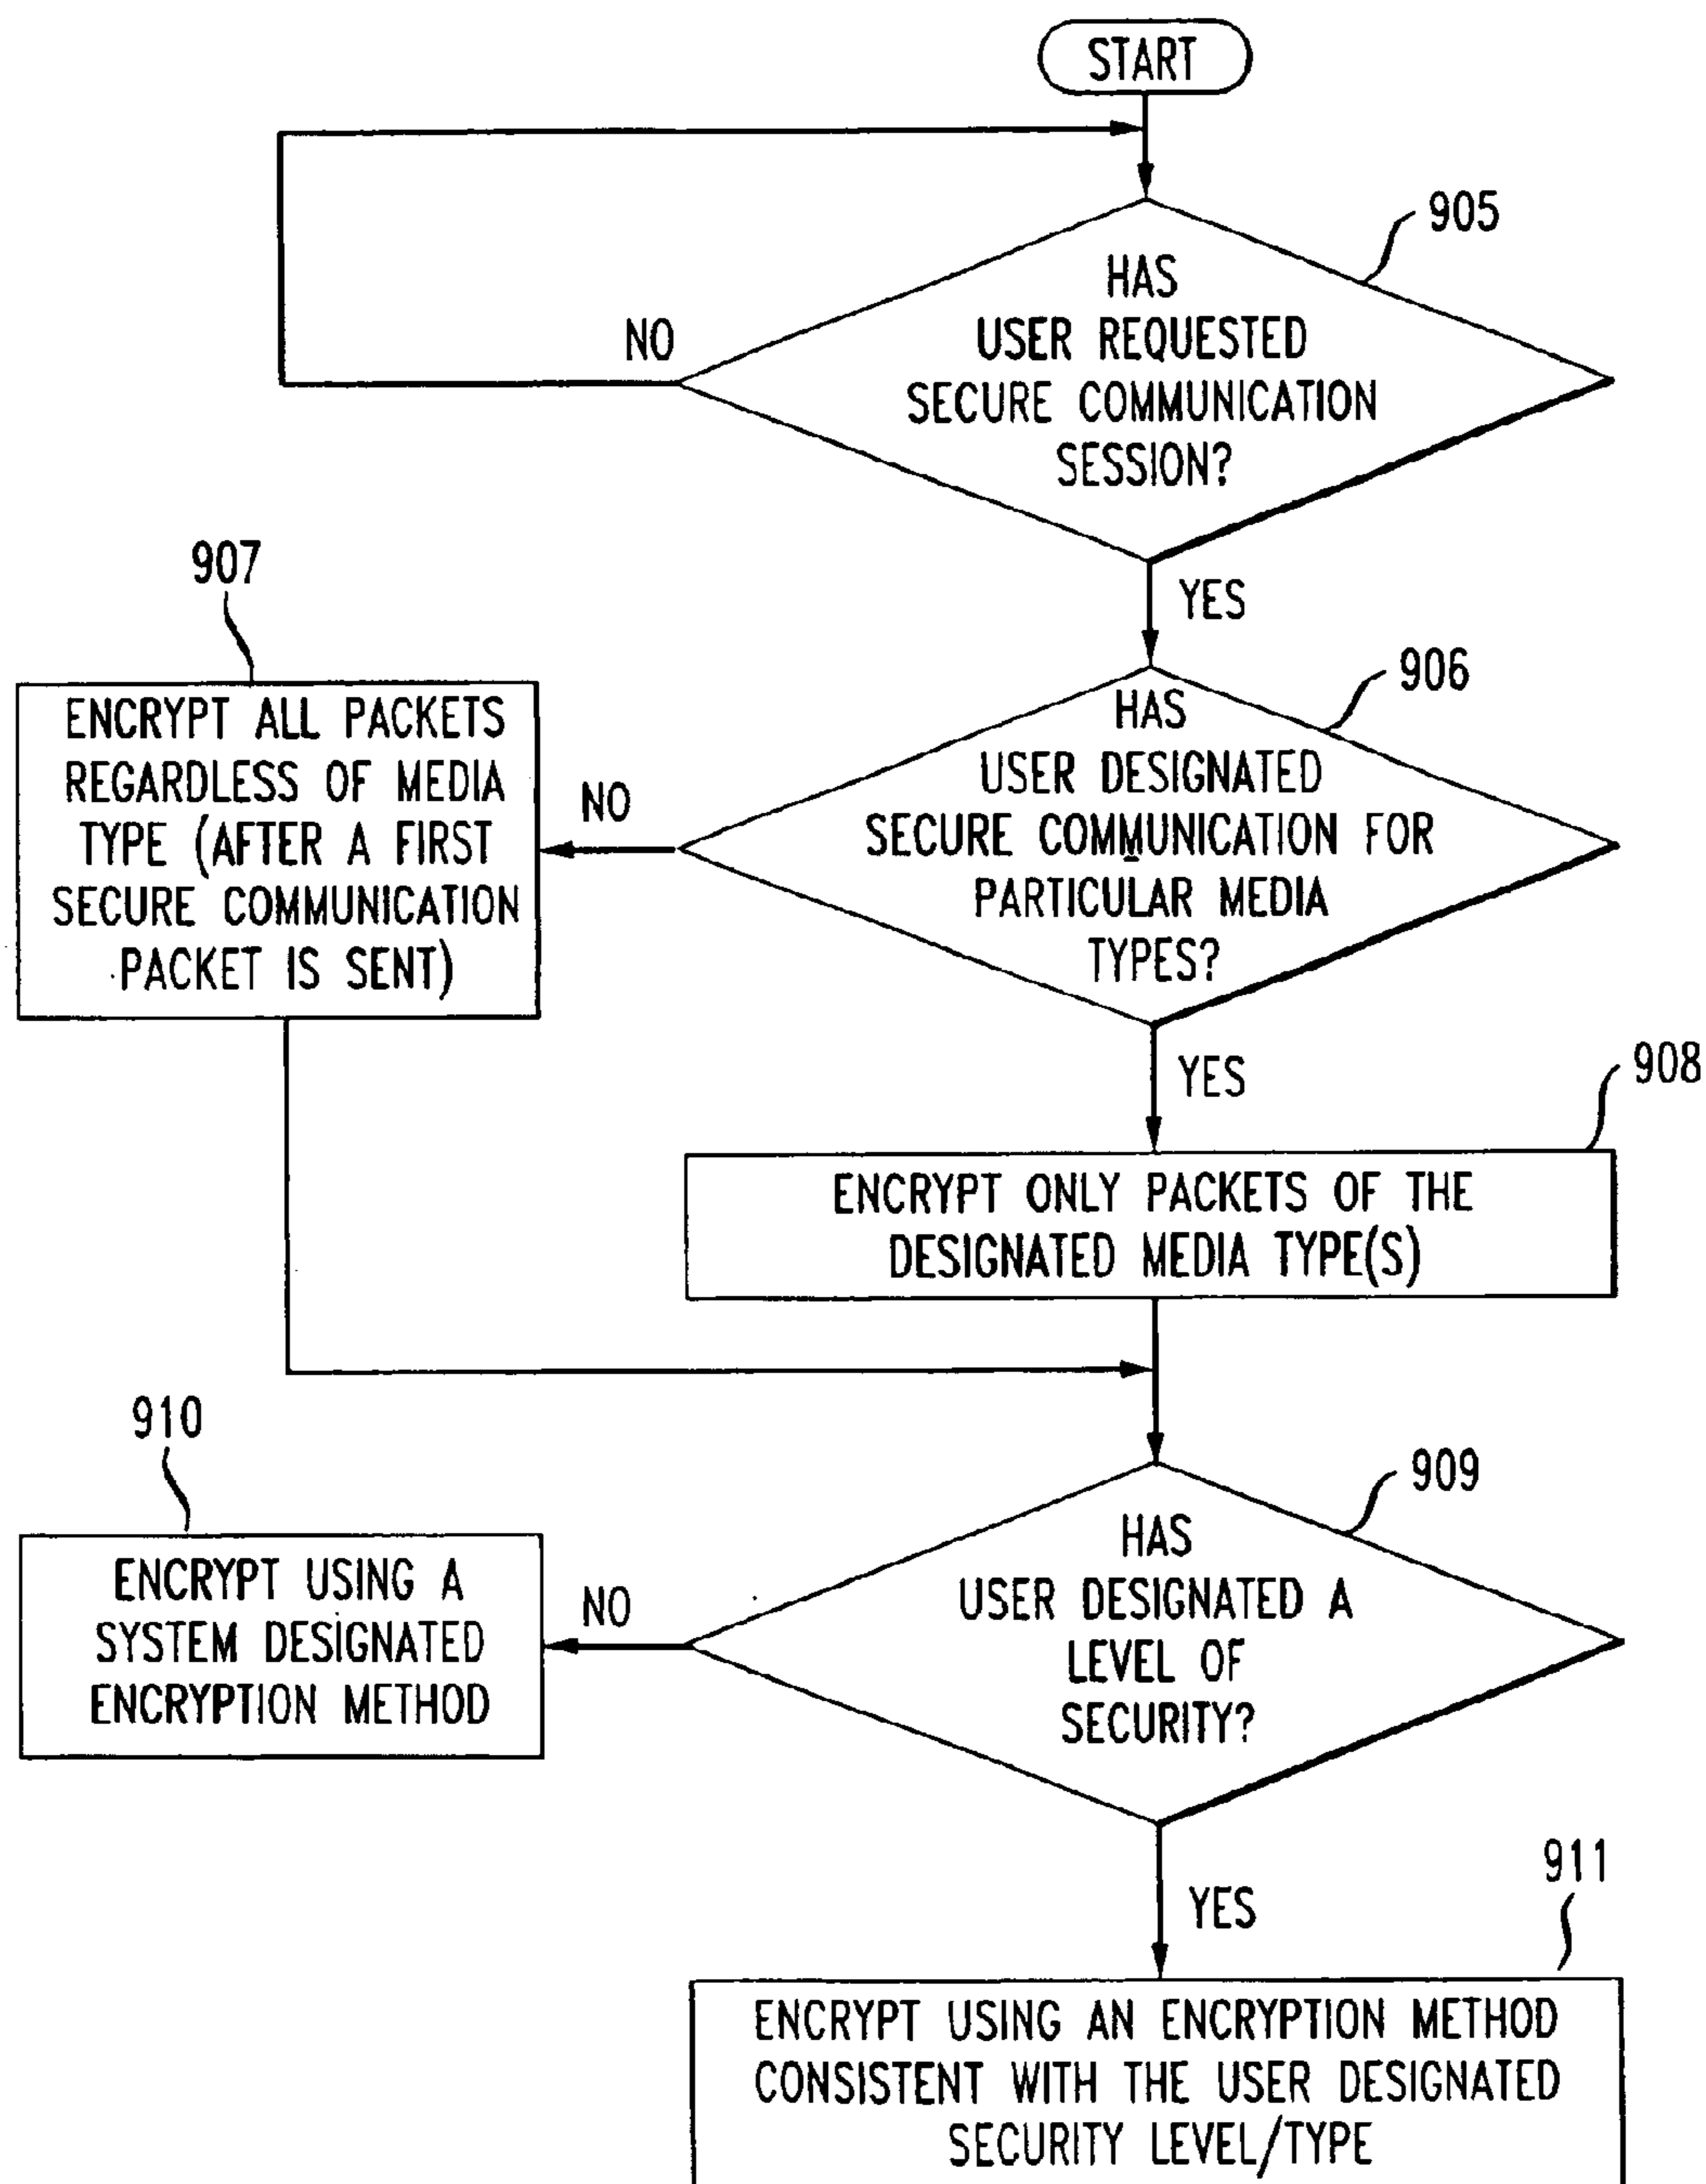 START
905
HAS
USER REQUESTED
SECURE COMMUNICATION
SESSION?
NO
YES
907
ENCRYPT ALL PACKETS
REGARDLESS OF MEDIA
TYPE (AFTER A FIRST
SECURE COMMUNICATION
PACKET IS SENT)
906
HAS
USER DESIGNATED
SECURE COMMUNICATION FOR
PARTICULAR MEDIA
TYPES?
NO
YES
908
ENCRYPT ONLY PACKETS OF THE
DESIGNATED MEDIA TYPE(S)
910
ENCRYPT USING A
SYSTEM DESIGNATED
ENCRYPTION METHOD
909
HAS
USER DESIGNATED A
LEVEL OF
SECURITY?
NO
YES
911
ENCRYPT USING AN ENCRYPTION METHOD
CONSISTENT WITH THE USER DESIGNATED
SECURITY LEVEL/TYPE